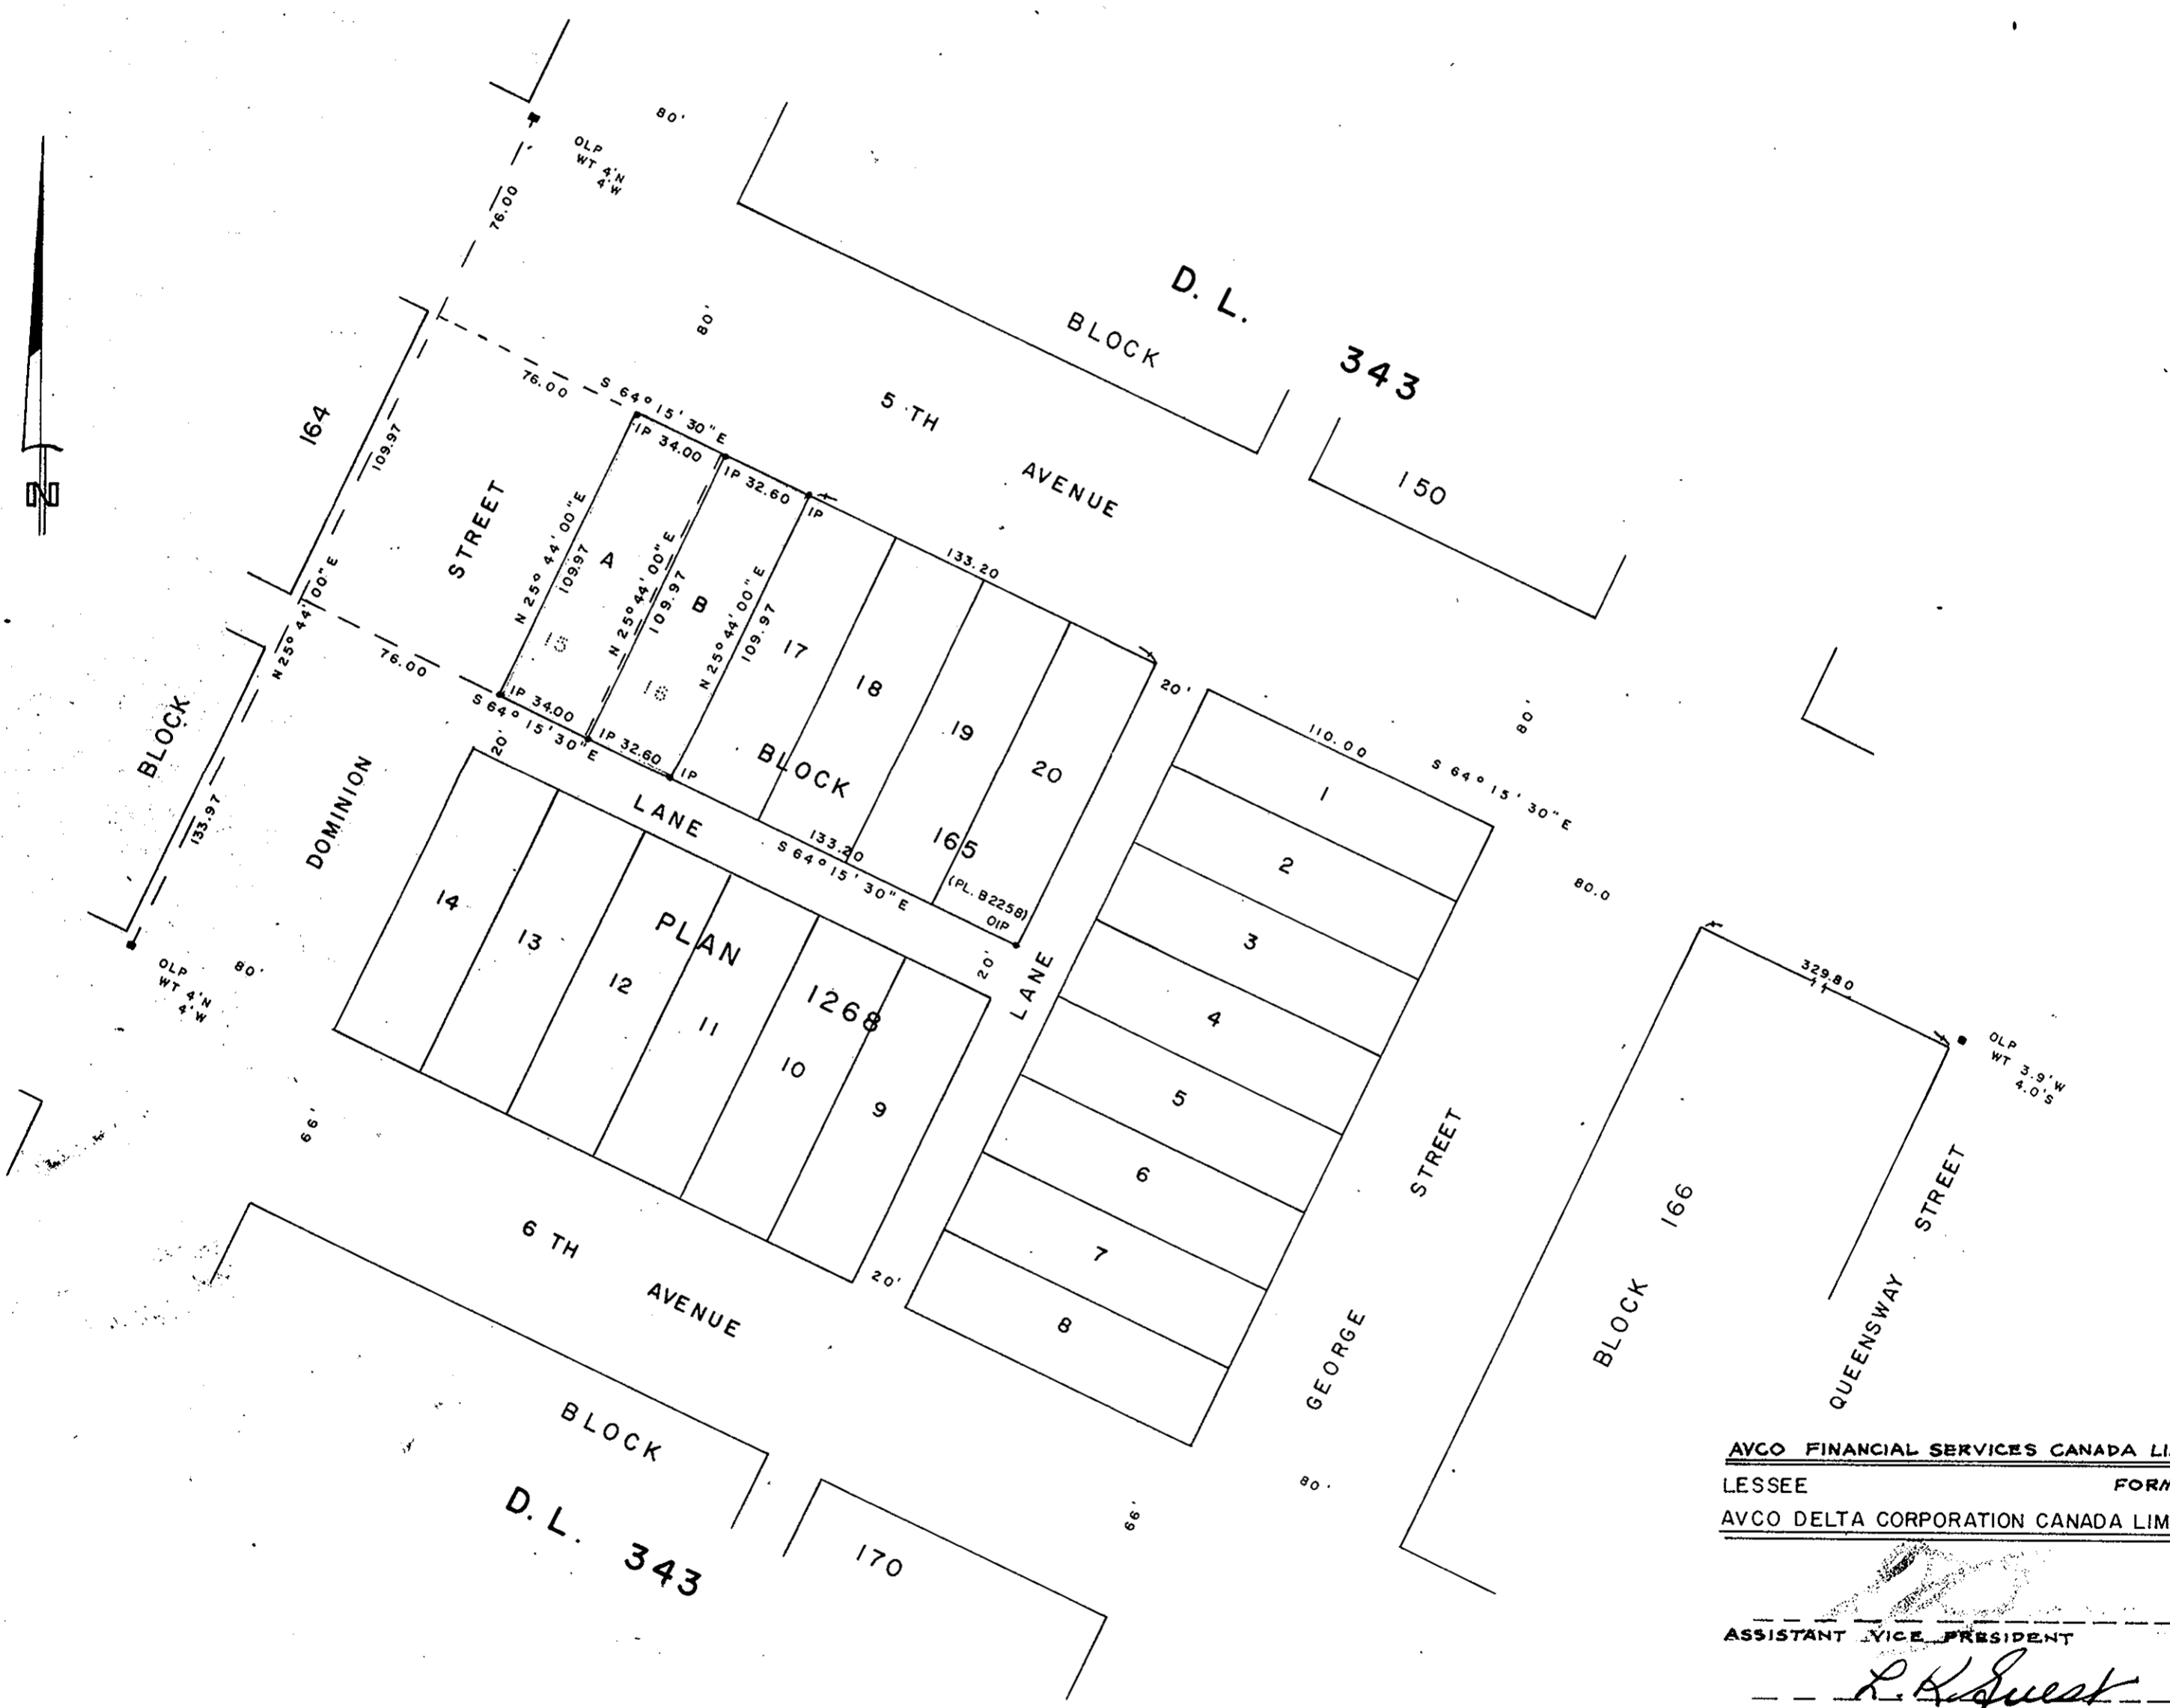 80'
OLP
WT 4'N
4'W
76.00
D. L. 343
BLOCK 150
80'
5 TH AVENUE
164
109.97
76.00
S 64° 15' 30" E
IP 34.00
IP 32.60
IP
133.20
STREET
N 25° 44' 00" E
109.97
A
15
N 25° 44' 00" E
109.97
B
16
N 25° 44' 00" E
109.97
17
18
19
20
20'
N 25° 44' 00" E
76.00
IP 34.00
S 64° 15' 30" E
IP 32.60
IP
BLOCK
165
(PL. B2258)
OIP
133.20
S 64° 15' 30" E
20'
LANE
BLOCK
133.97
DOMINION
110.00
S 64° 15' 30" E
80'
80.0
1
2
3
4
5
6
7
8
14
13
12
11
10
9
PLAN
1268
20'
LANE
OLP
WT 4'N
4'W
80'
329.80
OLP
WT 3.9'W
4.0'S
66'
6 TH AVENUE
20'
GEORGE STREET
BLOCK 166
QUEENSWAY STREET
BLOCK 170
D. L. 343
80'
66'
AVCO FINANCIAL SERVICES CANADA
LESSEE
AVCO DELTA CORPORATION CANADA
ASSISTANT VICE PRESIDENT
N